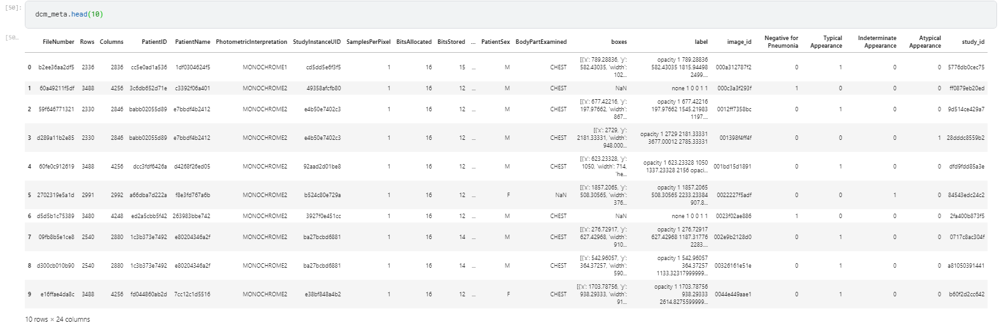 [50]:
dcm_meta.head(10)
[50...
FileNumber Rows Columns PatientID PatientName PhotometricInterpretation StudyInstanceUID SamplesPerPixel BitsAllocated BitsStored ... PatientSex BodyPartExamined boxes label image_id Negative for Pneumonia Typical Appearance Indeterminate Appearance Atypical Appearance study_id
0 b2ee36aa2df5 2336 2836 cc5e0ad1a536 1df0304624f5 MONOCHROME1 cd5dd5e6f3f5 1 16 15 ... M CHEST [{'x': 789.28836, 'y': 582.43035, 'width': 102... opacity 1 789.28836 582.43035 1815.94498 2499.... 000a312787f2 0 1 0 0 5776db0cec75
1 60a49211f5df 3488 4256 3c6db652d71e c3392f06a401 MONOCHROME2 49358afcfb80 1 16 12 ... M CHEST NaN none 1 0 0 1 1 000c3a3f293f 1 0 0 0 ff0879eb20ed
2 59f646771321 2330 2846 babb02055d89 e7bbdf4b2412 MONOCHROME2 e4b50e7402c3 1 16 12 ... M CHEST [{'x': 677.42216, 'y': 197.97662, 'width': 867... opacity 1 677.42216 197.97662 1545.21983 1197.... 0012ff7358bc 0 1 0 0 9d514ce429a7
3 d289a11b2e85 2330 2846 babb02055d89 e7bbdf4b2412 MONOCHROME2 e4b50e7402c3 1 16 12 ... M CHEST [{'x': 2729, 'y': 2181.33331, 'width': 948.000... opacity 1 2729 2181.33331 3677.00012 2785.33331 001398f4ff4f 0 0 0 1 28dddc8559b2
4 60fe0c912619 3488 4256 dcc3fdf6426a d4268f26ed05 MONOCHROME2 92aad2d01be8 1 16 12 ... M CHEST [{'x': 623.23328, 'y': 1050, 'width': 714, 'he... opacity 1 623.23328 1050 1337.23328 2156 opaci... 001bd15d1891 0 1 0 0 dfd9fdd85a3e
5 2702319e5a1d 2991 2992 a66dba7d222a f8e3fd767a6b MONOCHROME2 b524c80e729a 1 16 12 ... F NaN [{'x': 1857.2065, 'y': 508.30565, 'width': 376... opacity 1 1857.2065 508.30565 2233.23384 907.8... 0022227f5adf 0 0 1 0 84543edc24c2
6 d5d5b1c75389 3480 4248 ed2a5cbb5f42 263983bbe742 MONOCHROME2 3927f0e451cc 1 16 12 ... M CHEST NaN none 1 0 0 1 1 0023f02ae886 1 0 0 0 2fa400b873f5
7 09fb8b5e1ce8 2540 2880 1c3b373e7492 e80204346a2f MONOCHROME2 ba27bcbd6881 1 16 14 ... M CHEST [{'x': 276.72917, 'y': 627.42968, 'width': 910... opacity 1 276.72917 627.42968 1187.31776 2283.... 002e9b2128d0 0 1 0 0 0717c8ac304f
8 d300cb010b90 2540 2880 1c3b373e7492 e80204346a2f MONOCHROME2 ba27bcbd6881 1 16 14 ... M CHEST [{'x': 542.96057, 'y': 364.37257, 'width': 590... opacity 1 542.96057 364.37257 1133.32317999999... 00326161e51e 0 1 0 0 a81050391441
9 e16ffae4da8c 3488 4256 fd044860ab2d 7cc12c1d5516 MONOCHROME2 e38bf848a4b2 1 16 12 ... F CHEST [{'x': 1703.78756, 'y': 938.29333, 'width': 91... opacity 1 1703.78756 938.29333 2614.8275599999... 0044e449aae1 0 1 0 0 b60f2d2cc642
10 rows × 24 columns